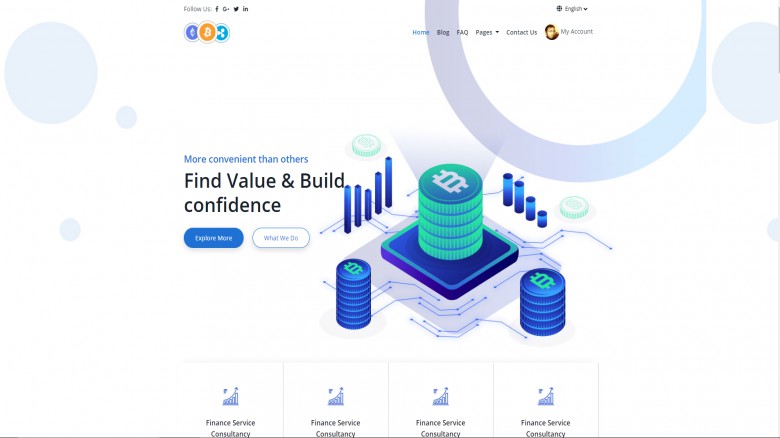 Follow Us:
English
Home Blog FAQ Pages Contact Us My Account
More convenient than others
Find Value & Build
confidence
Explore More What We Do
Finance Service Finance Service Finance Service Finance Service
Consultancy Consultancy Consultancy Consultancy